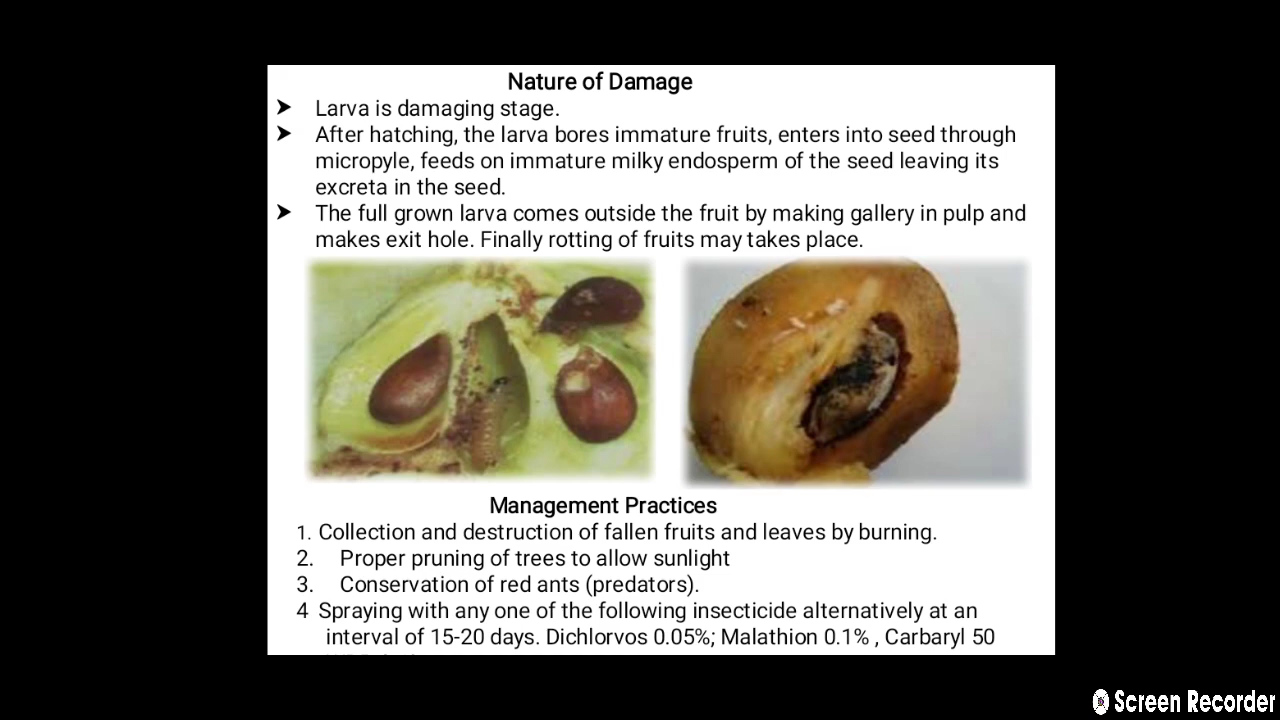 Nature of Damage
➤ Larva is damaging stage.
➤ After hatching, the larva bores immature fruits, enters into seed through
micropyle, feeds on immature milky endosperm of the seed leaving its
excreta in the seed.
➤ The full grown larva comes outside the fruit by making gallery in pulp and
makes exit hole. Finally rotting of fruits may takes place.
Management Practices
1. Collection and destruction of fallen fruits and leaves by burning.
2. Proper pruning of trees to allow sunlight
3. Conservation of red ants (predators).
4 Spraying with any one of the following insecticide alternatively at an
interval of 15-20 days. Dichlorvos 0.05%; Malathion 0.1% , Carbaryl 50
Screen Recorder